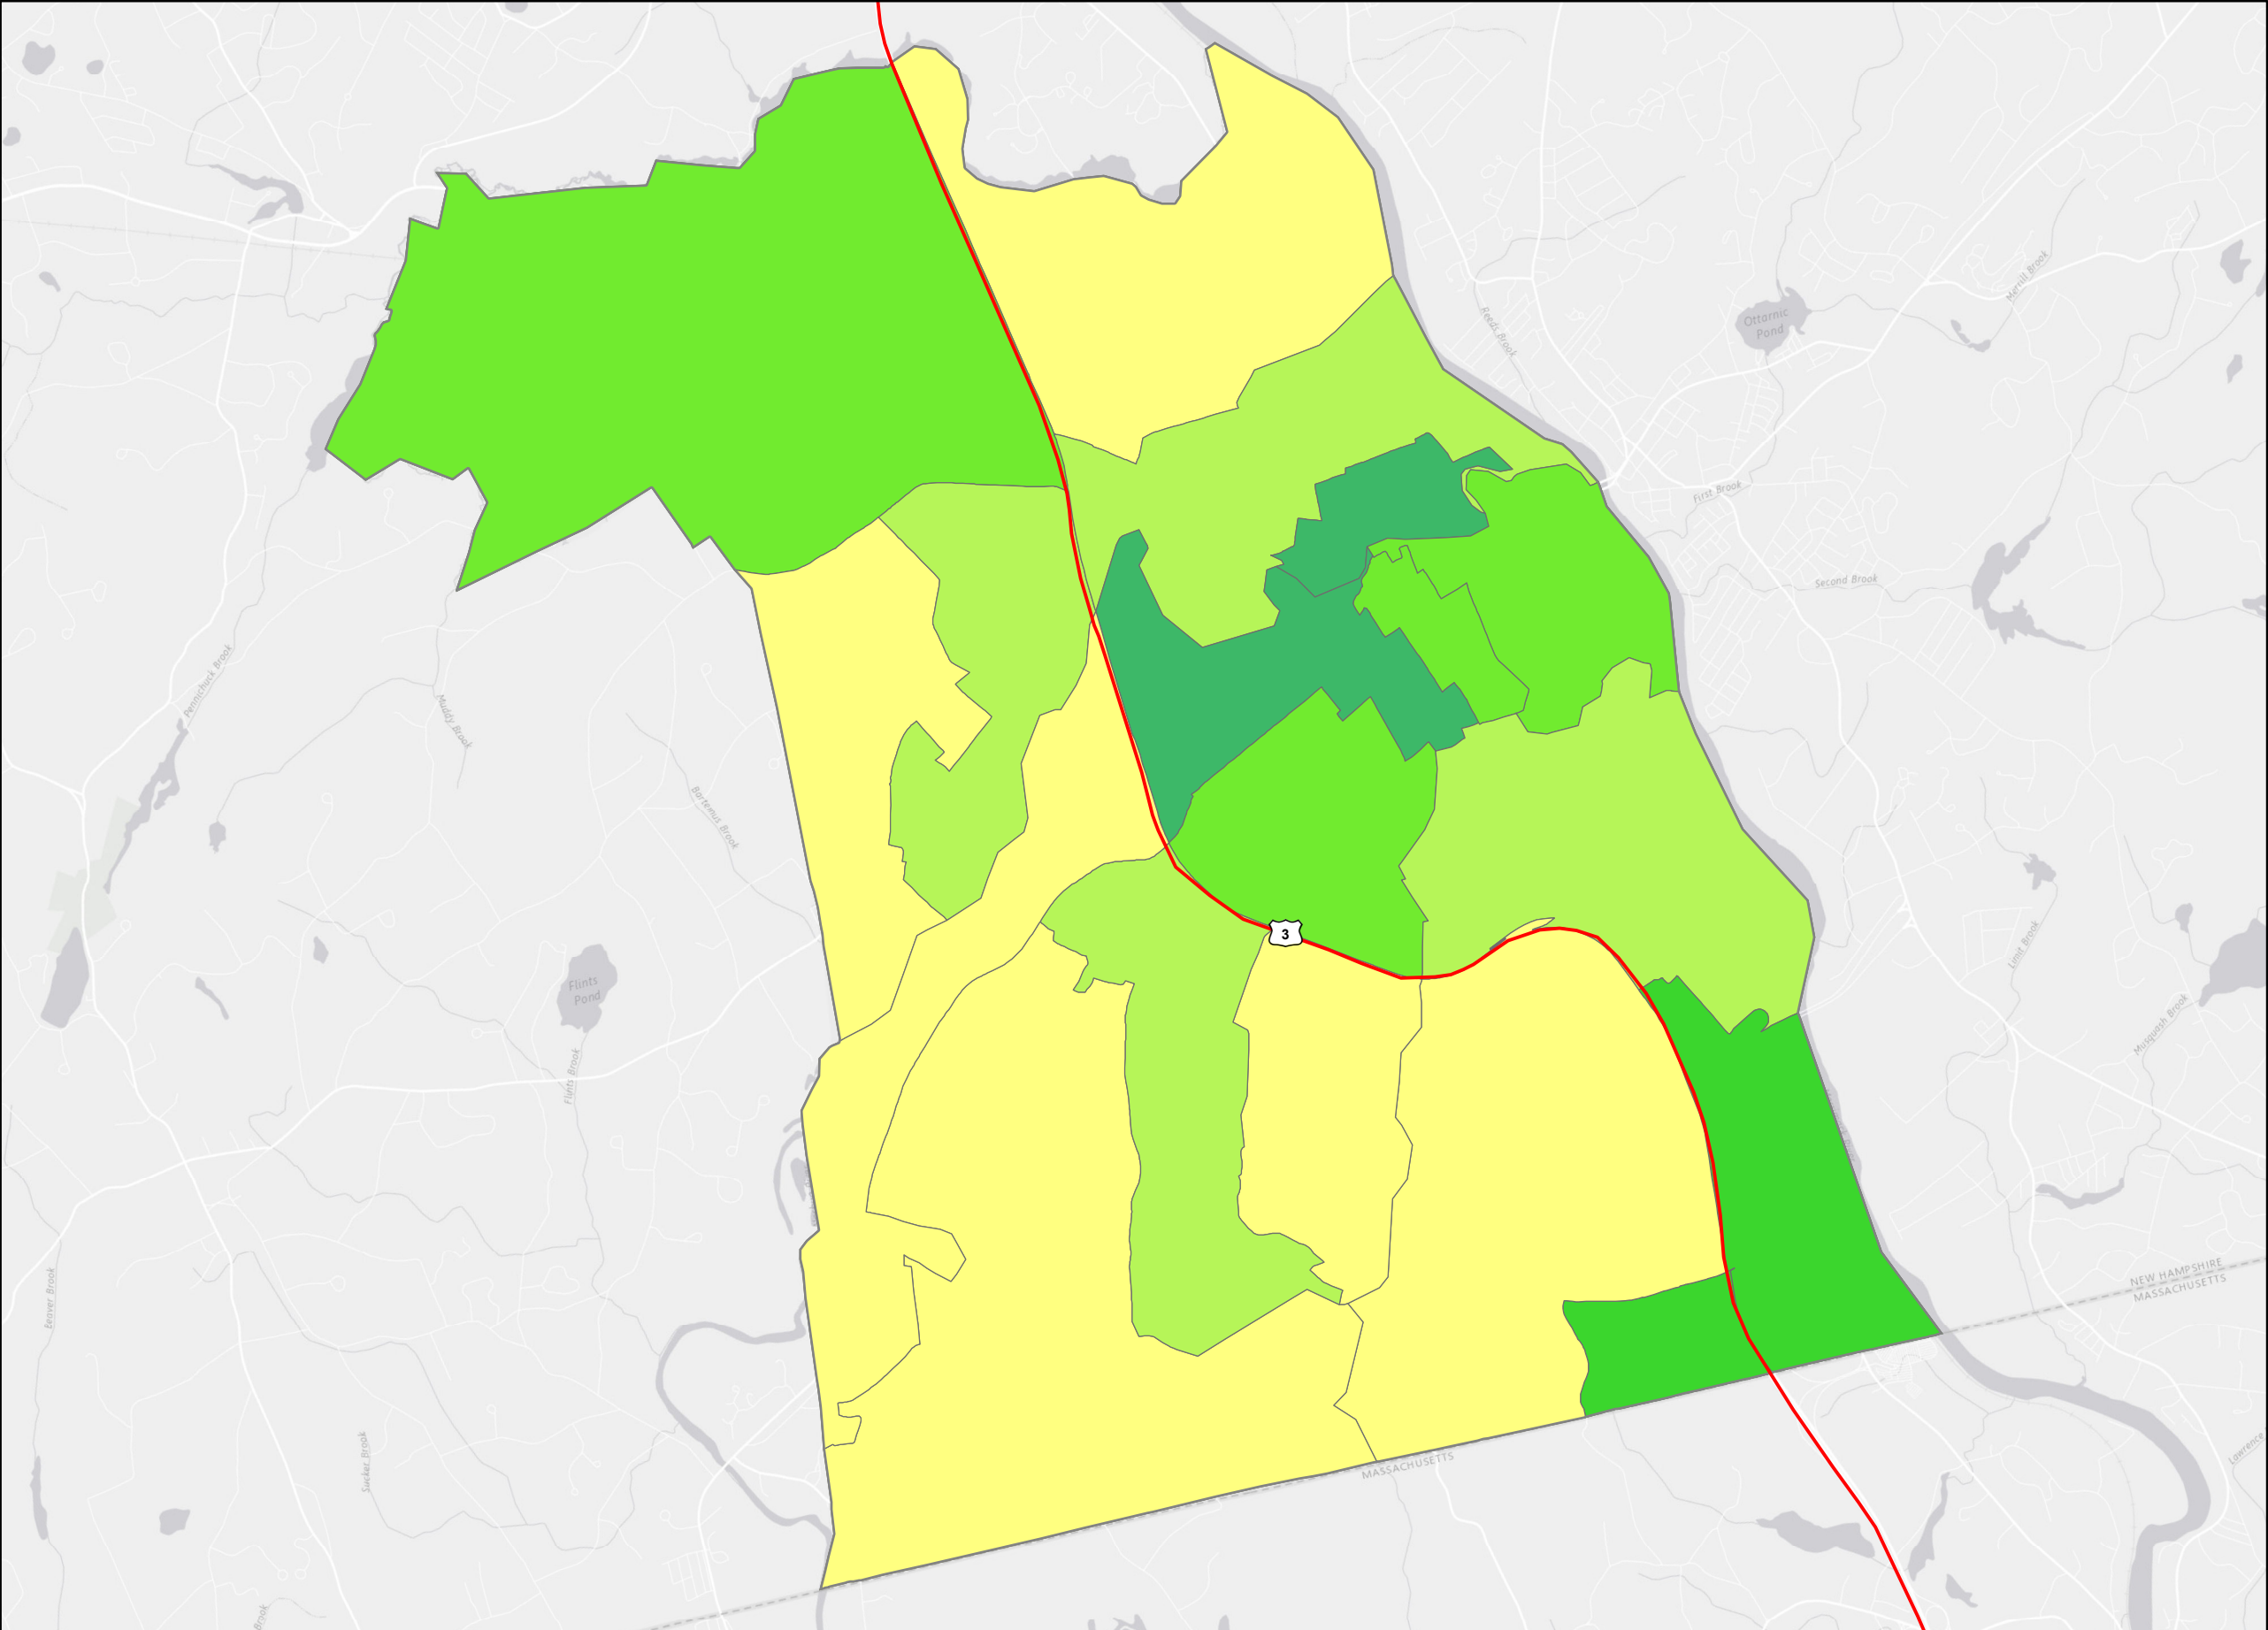 Merrill Brook
Ottarnic
Pond
Reeds Brook
First Brook
Second Brook
Pennichuck Brook
Muddy Brook
Bartemus Brook
3
Limit Brook
Flints
Pond
Musquash Brook
Flints Brook
NEW HAMPSHIRE
MASSACHUSETTS
Beaver Brook
MASSACHUSETTS
Sucker Brook
Lawrence
Brook